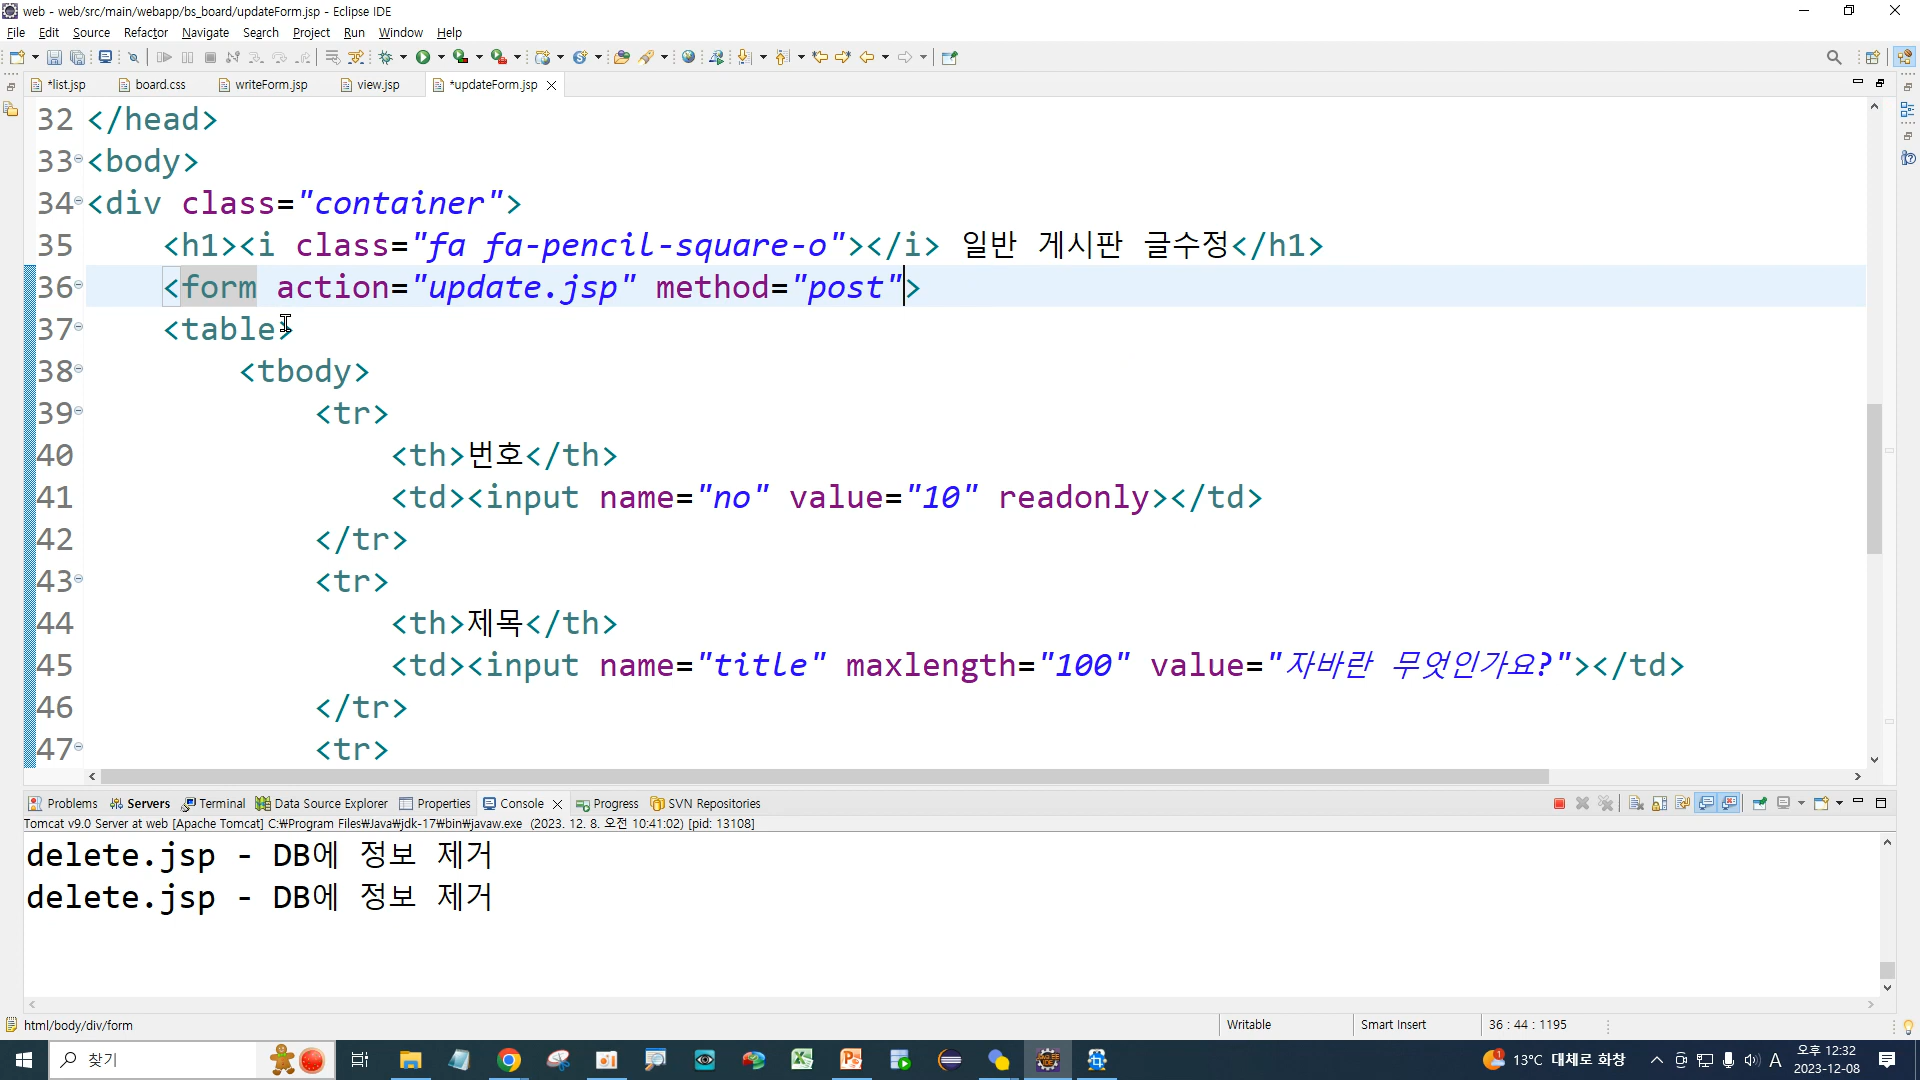 web - web/src/main/webapp/bs_board/updateForm.jsp - Eclipse IDE
File Edit Source Refactor Navigate Search Project Run Window Help
*list.jsp board.css writeForm.jsp view.jsp *updateForm.jsp
32 </head>
33 <body>
34 <div class="container">
35 <h1><i class="fa fa-pencil-square-o"></i> 일반 게시판 글수정</h1>
36 <form action="update.jsp" method="post">
37 <table>
38 <tbody>
39 <tr>
40 <th>번호</th>
41 <td><input name="no" value="10" readonly></td>
42 </tr>
43 <tr>
44 <th>제목</th>
45 <td><input name="title" maxlength="100" value="자바란 무엇인가요?"></td>
46 </tr>
47 <tr>
Problems Servers Terminal Data Source Explorer Properties Console Progress SVN Repositories
Tomcat v9.0 Server at web [Apache Tomcat] C:₩Program Files₩Java₩jdk-17₩bin₩javaw.exe (2023. 12. 8. 오전 10:41:02) [pid: 13108]
delete.jsp - DB에 정보 제거
delete.jsp - DB에 정보 제거
html/body/div/form Writable Smart Insert 36 : 44 : 1195
찾기 13°C 대체로 화창 A 오후 12:32
2023-12-08